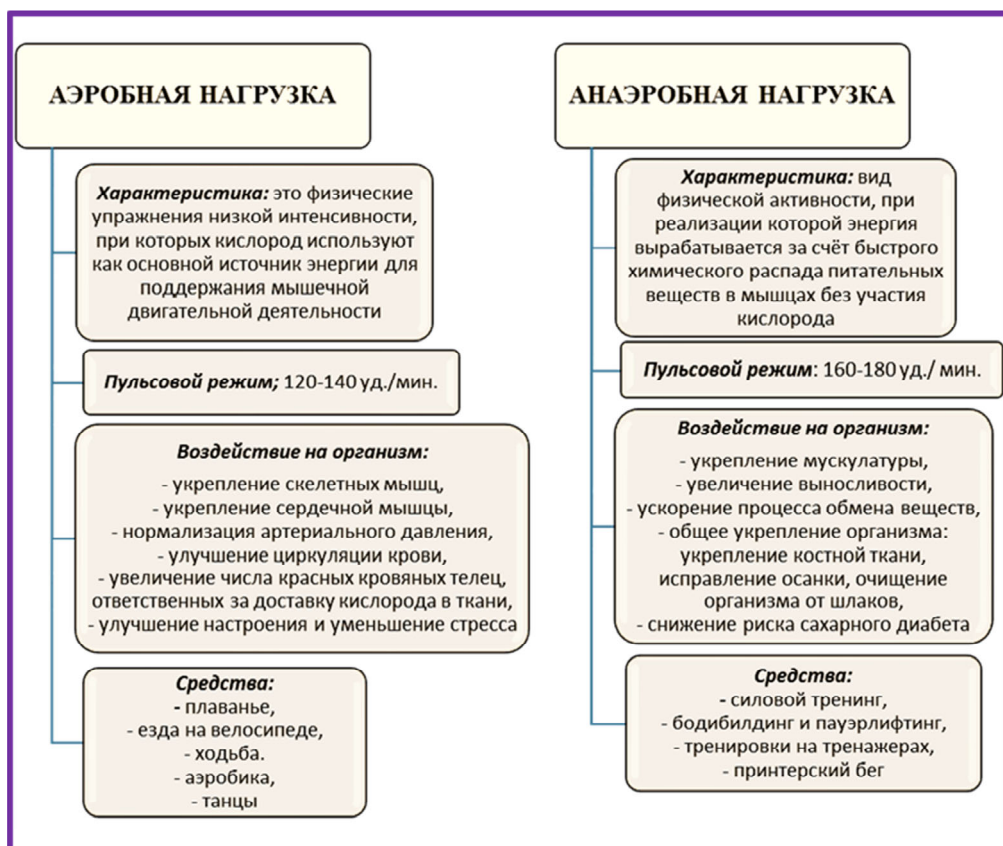 АЭРОБНАЯ НАГРУЗКА
Характеристика: это физические
упражнения низкой интенсивности,
при которых кислород используют
как основной источник энергии для
поддержания мышечной
двигательной деятельности
Пульсовой режим; 120-140 уд./мин.
Воздействие на организм:
- укрепление скелетных мышц,
- укрепление сердечной мышцы,
- нормализация артериального давления,
- улучшение циркуляции крови,
- увеличение числа красных кровяных телец,
ответственных за доставку кислорода в ткани,
- улучшение настроения и уменьшение стресса
Средства:
- плаванье,
- езда на велосипеде,
- ходьба.
- аэробика,
- танцы
АНАЭРОБНАЯ НАГРУЗКА
Характеристика: вид
физической активности, при
реализации которой энергия
вырабатывается за счёт быстрого
химического распада питательных
веществ в мышцах без участия
кислорода
Пульсовой режим: 160-180 уд./ мин.
Воздействие на организм:
- укрепление мускулатуры,
- увеличение выносливости,
- ускорение процесса обмена веществ,
- общее укрепление организма:
укрепление костной ткани,
исправление осанки, очищение
организма от шлаков,
- снижение риска сахарного диабета
Средства:
- силовой тренинг,
- бодибилдинг и пауэрлифтинг,
- тренировки на тренажерах,
- принтерский бег